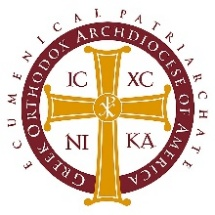 ECUMENICAL PATRIARCHATE
GREEK ORTHODOX ARCHDIOCESE OF AMERICA
IC XC
NI KA